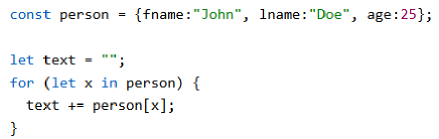 const person = {fname:"John", lname:"Doe", age:25};

let text = "";
for (let x in person) {
  text += person[x];
}